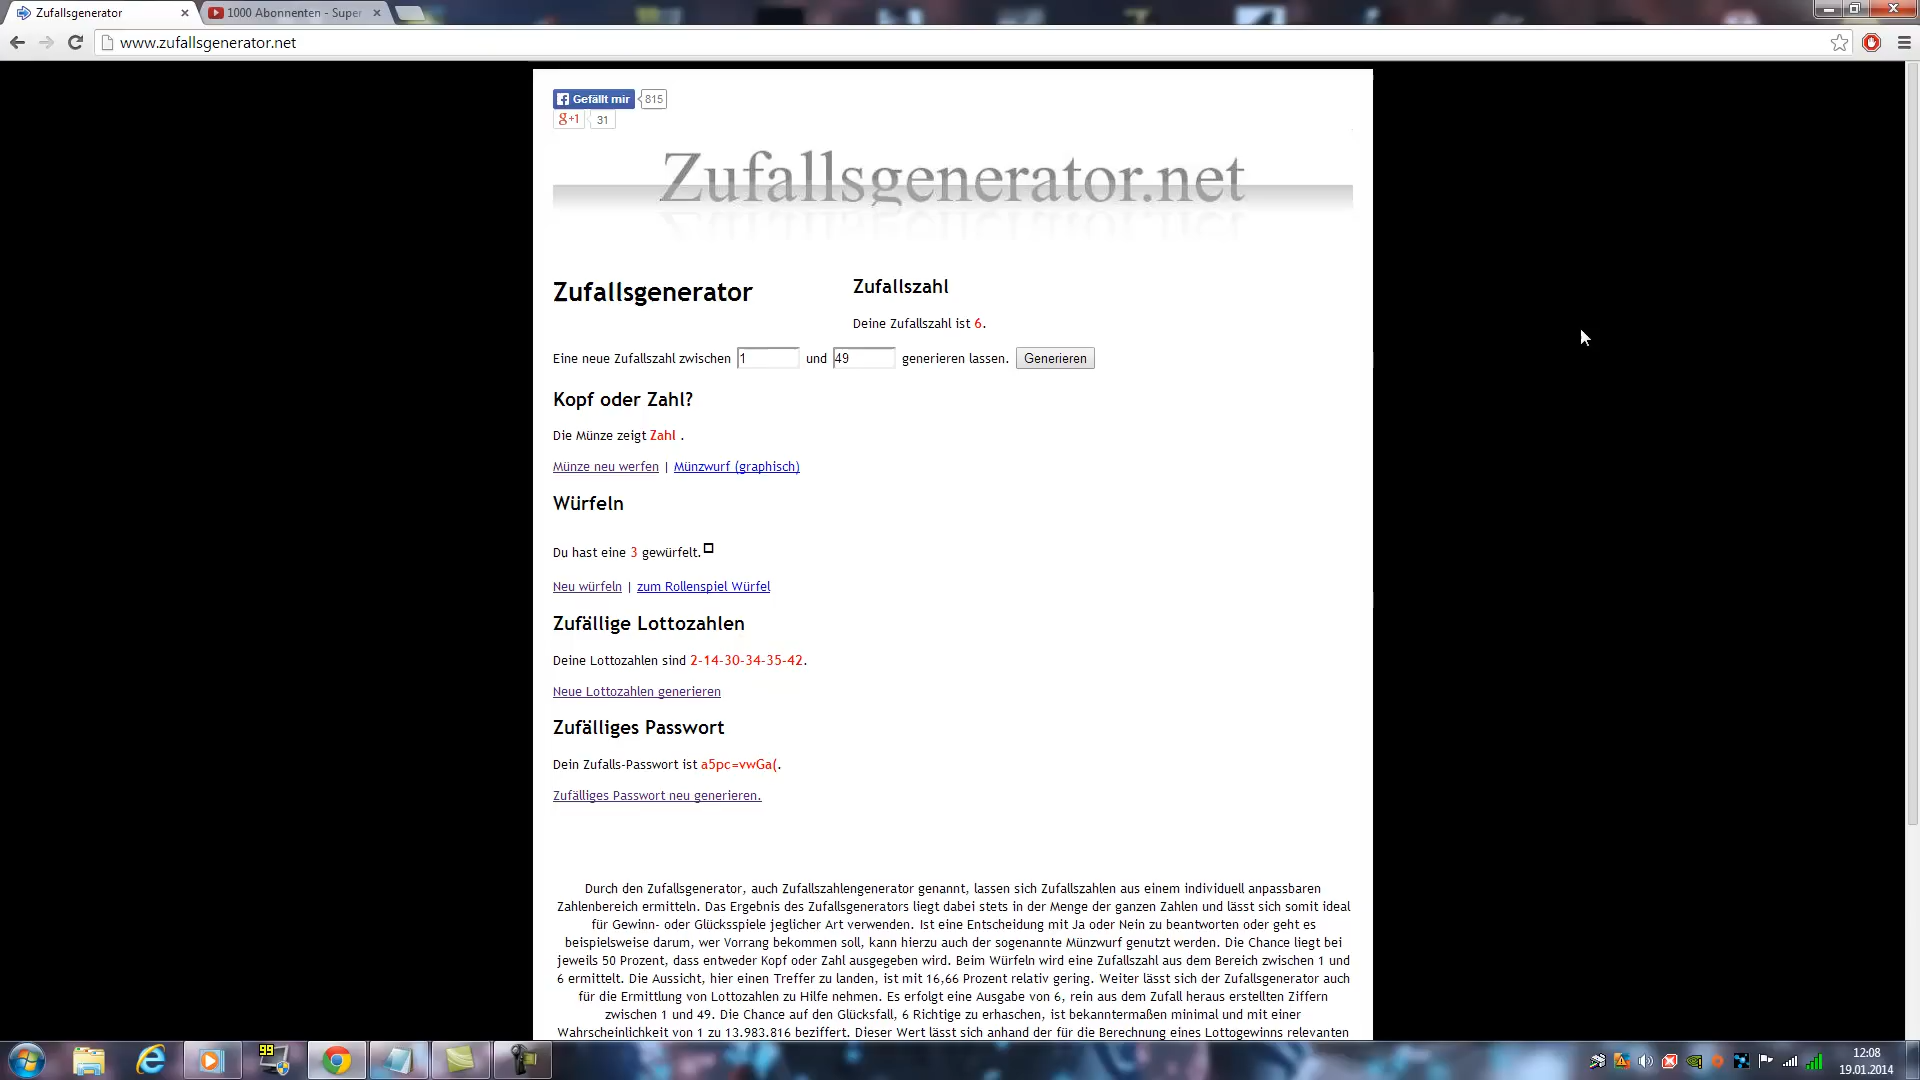 Zufallsgenerator
1000 Abonnenten - Super
www.zufallsgenerator.net
Gefällt mir 815
g+1 31
Zufallsgenerator.net
Zufallsgenerator
Zufallszahl
Deine Zufallszahl ist 6.
Eine neue Zufallszahl zwischen 1 und 49 generieren lassen. Generieren
Kopf oder Zahl?
Die Münze zeigt Zahl .
Münze neu werfen | Münzwurf (graphisch)
Würfeln
Du hast eine 3 gewürfelt.
Neu würfeln | zum Rollenspiel Würfel
Zufällige Lottozahlen
Deine Lottozahlen sind 2-14-30-34-35-42.
Neue Lottozahlen generieren
Zufälliges Passwort
Dein Zufalls-Passwort ist a5pc=vwGa(.
Zufälliges Passwort neu generieren.
Durch den Zufallsgenerator, auch Zufallszahlengenerator genannt, lassen sich Zufallszahlen aus einem individuell anpassbaren
Zahlenbereich ermitteln. Das Ergebnis des Zufallsgenerators liegt dabei stets in der Menge der ganzen Zahlen und lässt sich somit ideal
für Gewinn- oder Glücksspiele jeglicher Art verwenden. Ist eine Entscheidung mit Ja oder Nein zu beantworten oder geht es
beispielsweise darum, wer Vorrang bekommen soll, kann hierzu auch der sogenannte Münzwurf genutzt werden. Die Chance liegt bei
jeweils 50 Prozent, dass entweder Kopf oder Zahl ausgegeben wird. Beim Würfeln wird eine Zufallszahl aus dem Bereich zwischen 1 und
6 ermittelt. Die Aussicht, hier einen Treffer zu landen, ist mit 16,66 Prozent relativ gering. Weiter lässt sich der Zufallsgenerator auch
für die Ermittlung von Lottozahlen zu Hilfe nehmen. Es erfolgt eine Ausgabe von 6, rein aus dem Zufall heraus erstellten Ziffern
zwischen 1 und 49. Die Chance auf den Glücksfall, 6 Richtige zu erhaschen, ist bekanntermaßen minimal und mit einer
Wahrscheinlichkeit von 1 zu 13.983.816 beziffert. Dieser Wert lässt sich anhand der für die Berechnung eines Lottogewinns relevanten
99
12:08
19.01.2014